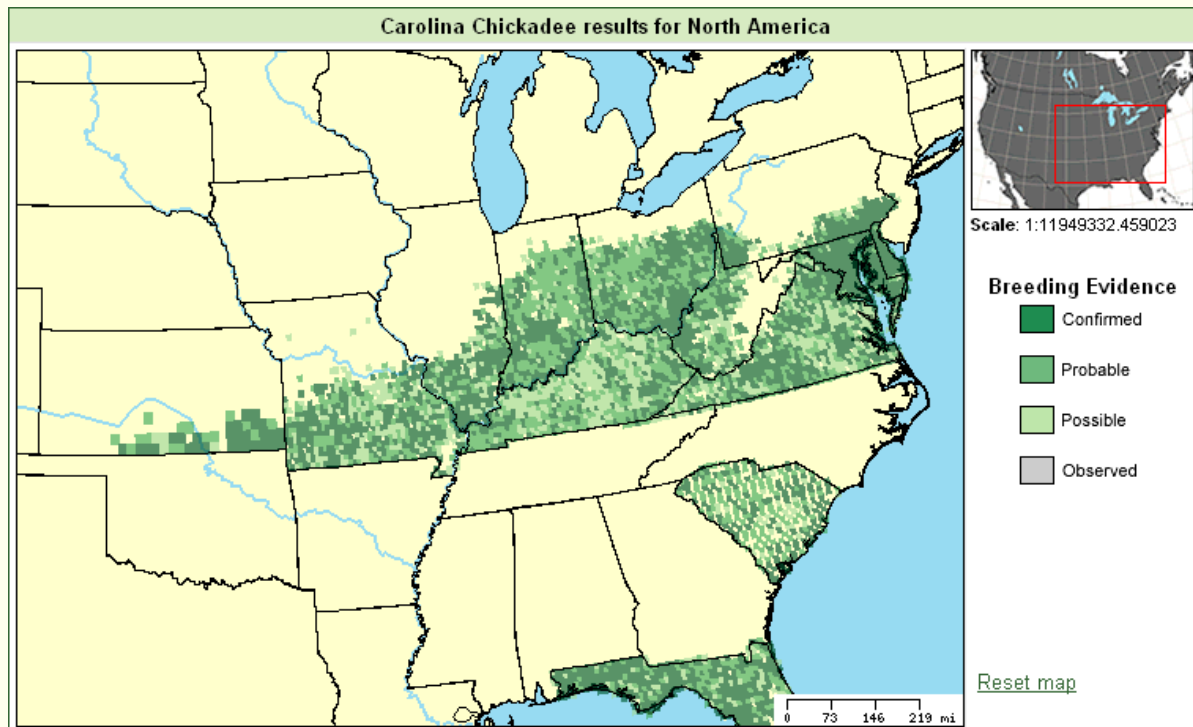 Carolina Chickadee results for North America
Scale: 1:11949332.459023
Breeding Evidence
Confirmed
Probable
Possible
Observed
Reset map
0 73 146 219 mi